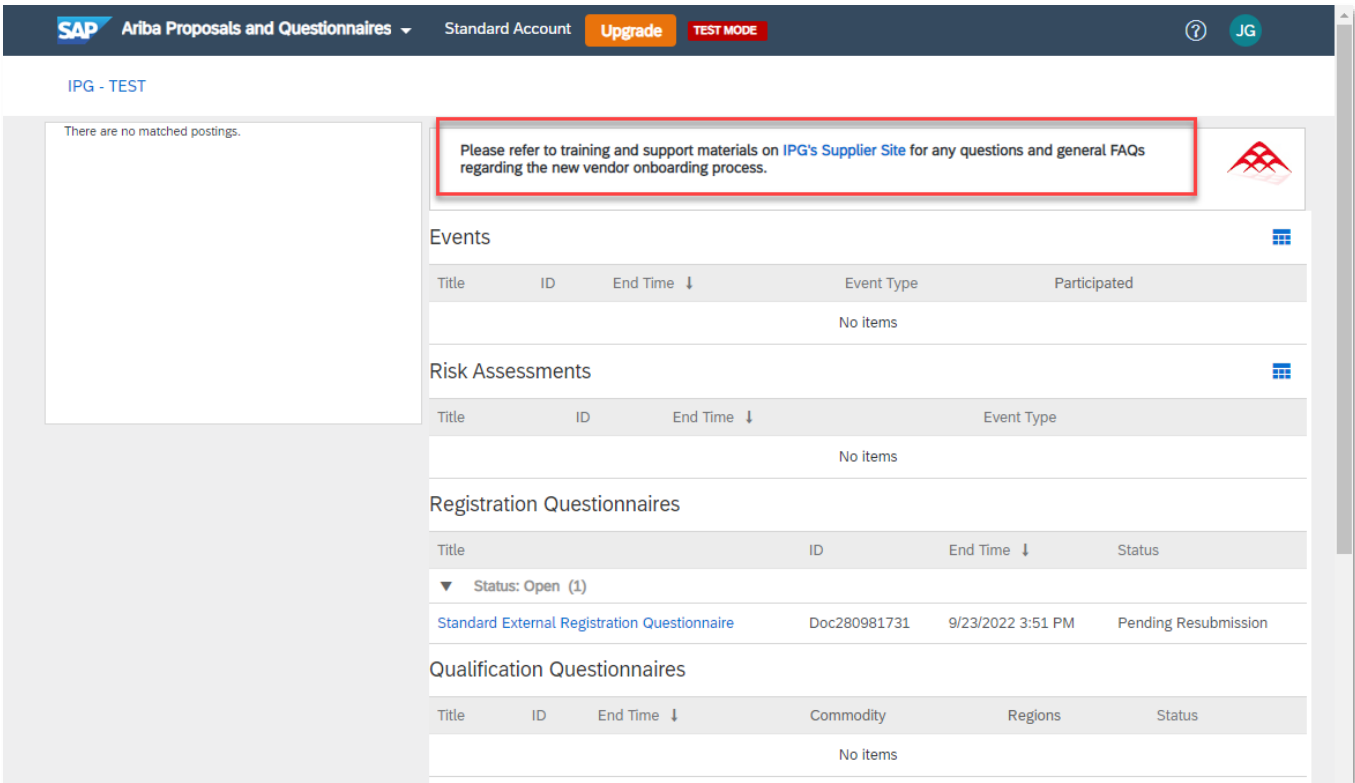 SAP Ariba Proposals and Questionnaires Standard Account Upgrade TEST MODE ? JG
IPG - TEST
There are no matched postings.
Please refer to training and support materials on IPG's Supplier Site for any questions and general FAQs
regarding the new vendor onboarding process.
Events
Title ID End Time ↓ Event Type Participated
No items
Risk Assessments
Title ID End Time ↓ Event Type
No items
Registration Questionnaires
Title ID End Time ↓ Status
▼ Status: Open (1)
Standard External Registration Questionnaire Doc280981731 9/23/2022 3:51 PM Pending Resubmission
Qualification Questionnaires
Title ID End Time ↓ Commodity Regions Status
No items